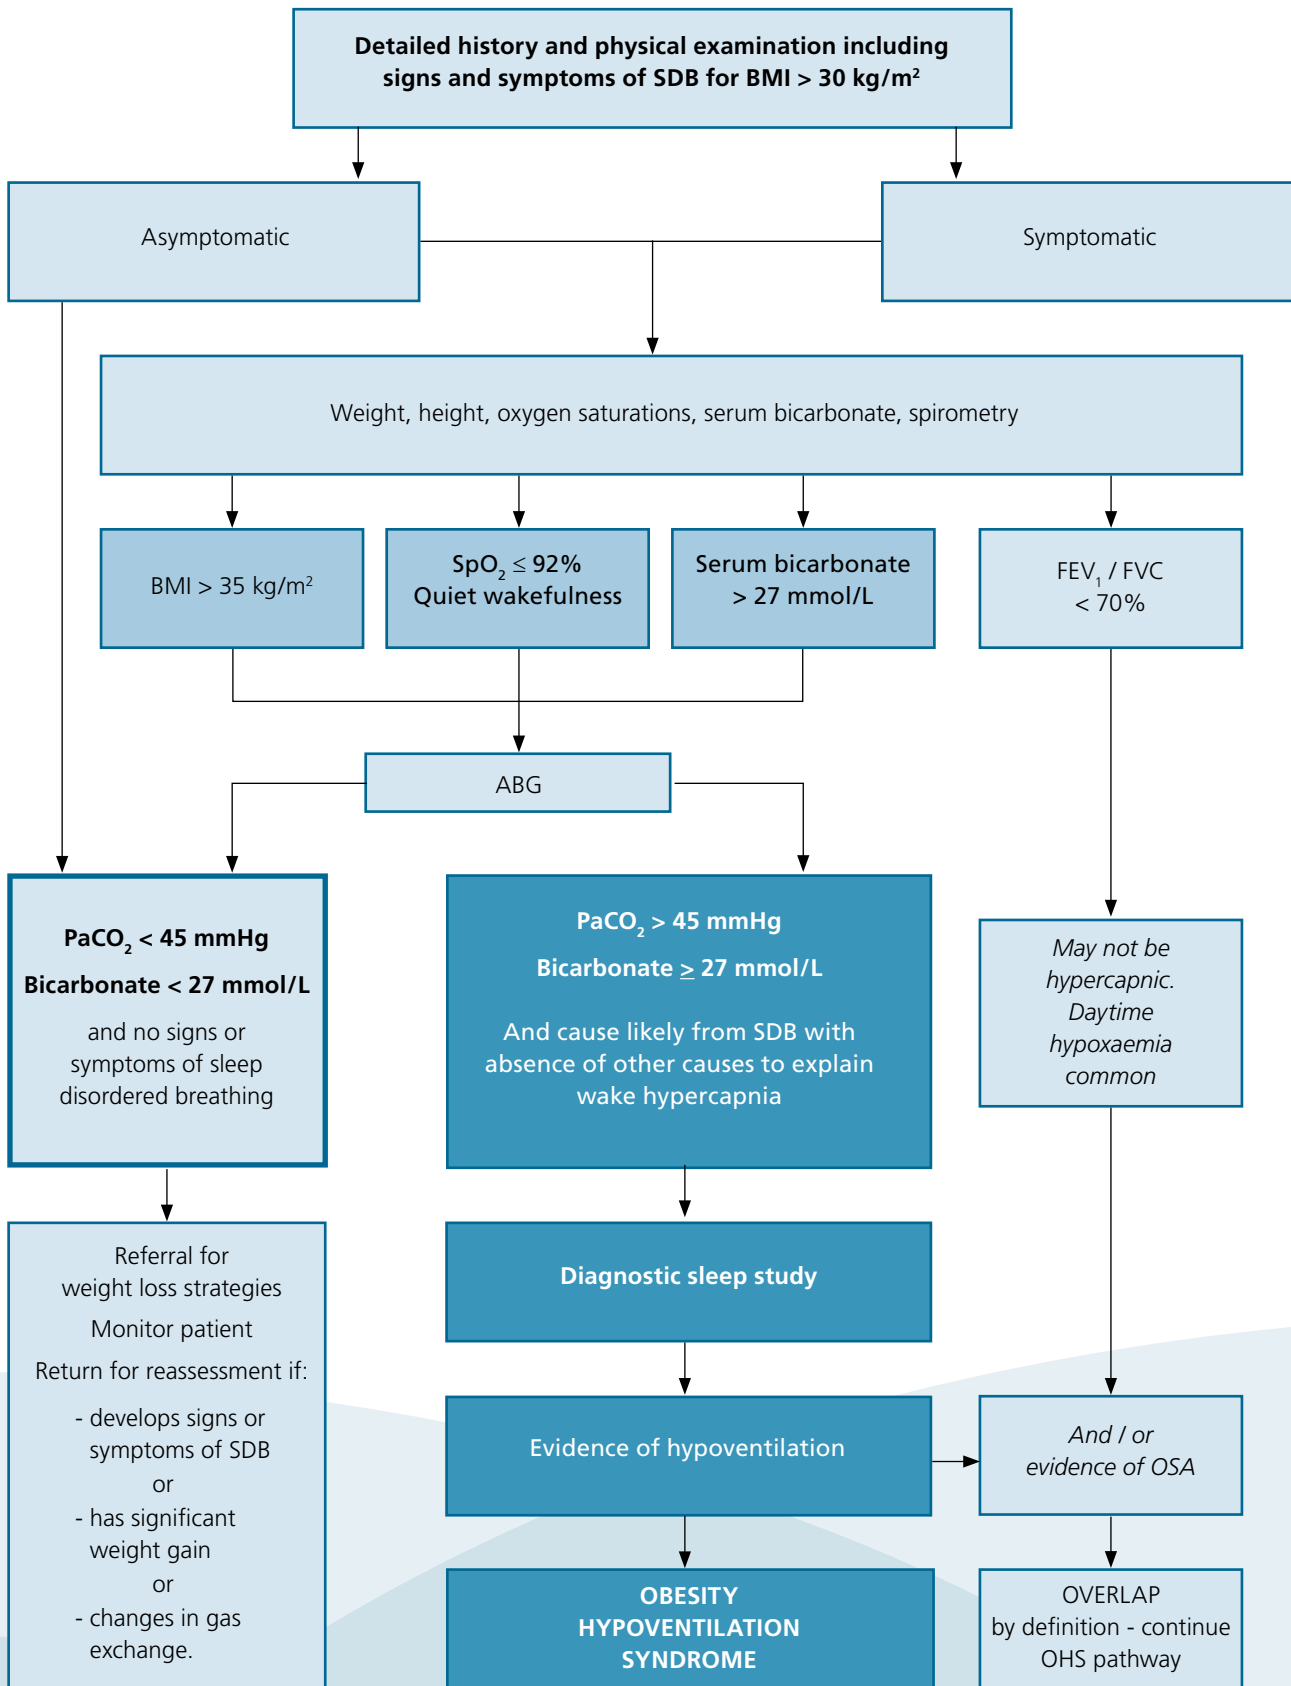 Detailed history and physical examination including
signs and symptoms of SDB for BMI > 30 kg/m²
Asymptomatic
Symptomatic
Weight, height, oxygen saturations, serum bicarbonate, spirometry
BMI > 35 kg/m²
SpO₂ ≤ 92%
Quiet wakefulness
Serum bicarbonate
> 27 mmol/L
FEV₁ / FVC
< 70%
ABG
PaCO₂ < 45 mmHg
Bicarbonate < 27 mmol/L
and no signs or
symptoms of sleep
disordered breathing
PaCO₂ > 45 mmHg
Bicarbonate ≥ 27 mmol/L
And cause likely from SDB with
absence of other causes to explain
wake hypercapnia
May not be
hypercapnic.
Daytime
hypoxaemia
common
Referral for
weight loss strategies
Monitor patient
Return for reassessment if:
- develops signs or
symptoms of SDB
or
- has significant
weight gain
or
- changes in gas
exchange.
Diagnostic sleep study
Evidence of hypoventilation
And / or
evidence of OSA
OBESITY
HYPOVENTILATION
SYNDROME
OVERLAP
by definition - continue
OHS pathway